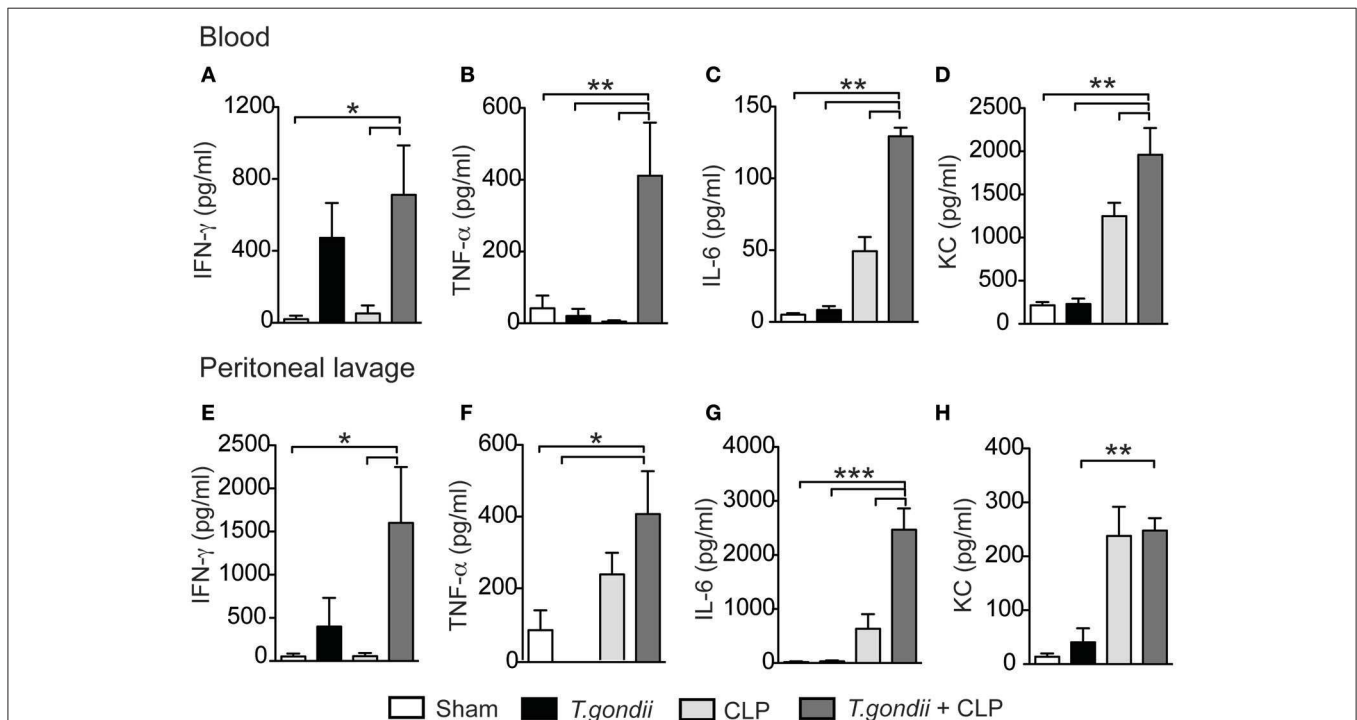 Blood
A B C D
* ** ** **
IFN-γ (pg/ml)
1200
800
400
0
TNF-α (pg/ml)
600
400
200
0
IL-6 (pg/ml)
150
100
50
0
KC (pg/ml)
2500
2000
1500
1000
500
0
Peritoneal lavage
E F G H
* * *** **
IFN-γ (pg/ml)
2500
2000
1500
1000
500
0
TNF-α (pg/ml)
600
400
200
0
IL-6 (pg/ml)
4000
3000
2000
1000
0
KC (pg/ml)
400
300
200
100
0
Sham T.gondii CLP T.gondii + CLP